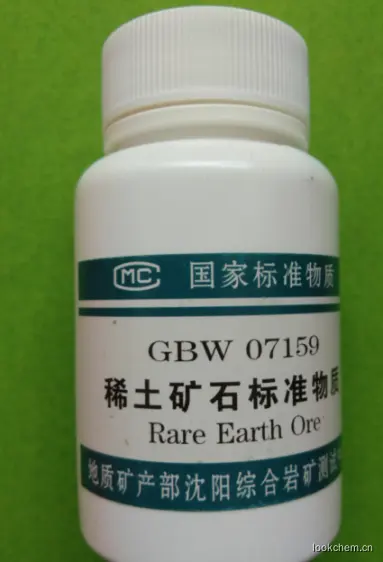 MC 国家标准物质
GBW 07159
稀土矿石标准物质
Rare Earth Ore
地质矿产部沈阳综合岩矿测试
lookchem.cn